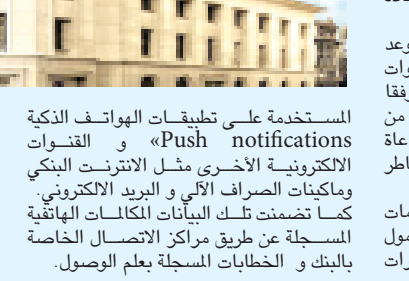 المستخدمة على تطبيقات الهواتف الذكية
Push notifications» و القنوات
الالكترونية الأخرى مثل الانترنت البنكي
وماكينات الصراف الآلي و البريد الالكتروني.
كما تضمنت تلك البيانات المكالمات الهاتفية
المسجلة عن طريق مراكز الاتصال الخاصة
بالبنك و الخطابات المسجلة بعلم الوصول.